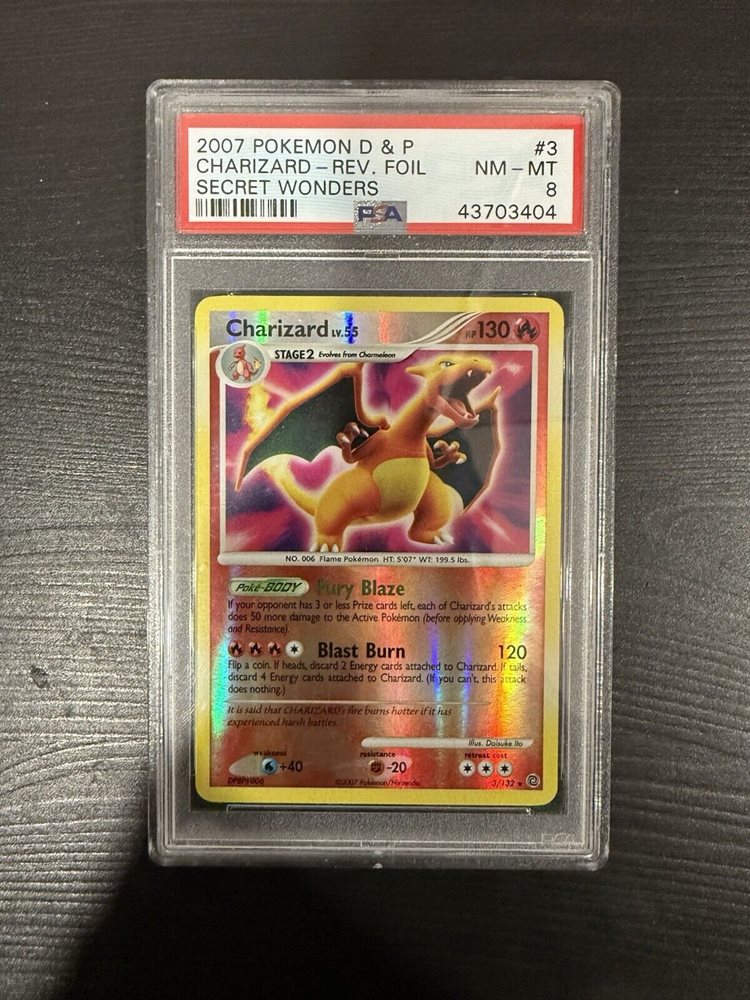 2007 POKEMON D & P #3
CHARIZARD - REV. FOIL NM - MT
SECRET WONDERS 8
PSA 43703404
Charizard LV.55 HP 130
STAGE2 Evolves from Charmeleon
NO. 006 Flame Pokémon HT: 5'07" WT: 199.5 lbs.
Poké-BODY Fury Blaze
If your opponent has 3 or less Prize cards left, each of Charizard's attacks
does 50 more damage to the Active Pokémon (before applying Weakness
and Resistance).
Blast Burn 120
Flip a coin. If heads, discard 2 Energy cards attached to Charizard. If tails,
discard 4 Energy cards attached to Charizard. (If you can't, this attack
does nothing.)
It is said that CHARIZARD's fire burns hotter if it has
experienced harsh battles.
Illus. Daisuke Ito
weakness resistance retreat cost
+40 -20
©2007 Pokémon/Nintendo 3/132 ★
PSA